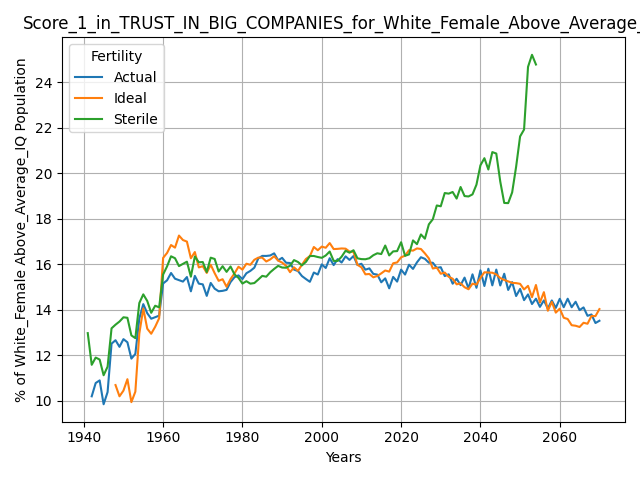 Score_1_in_TRUST_IN_BIG_COMPANIES_for_White_Female_Above_Average_
Fertility
Actual
Ideal
Sterile
% of White_Female Above_Average_IQ Population
24
22
20
18
16
14
12
10
1940
1960
1980
2000
2020
2040
2060
Years